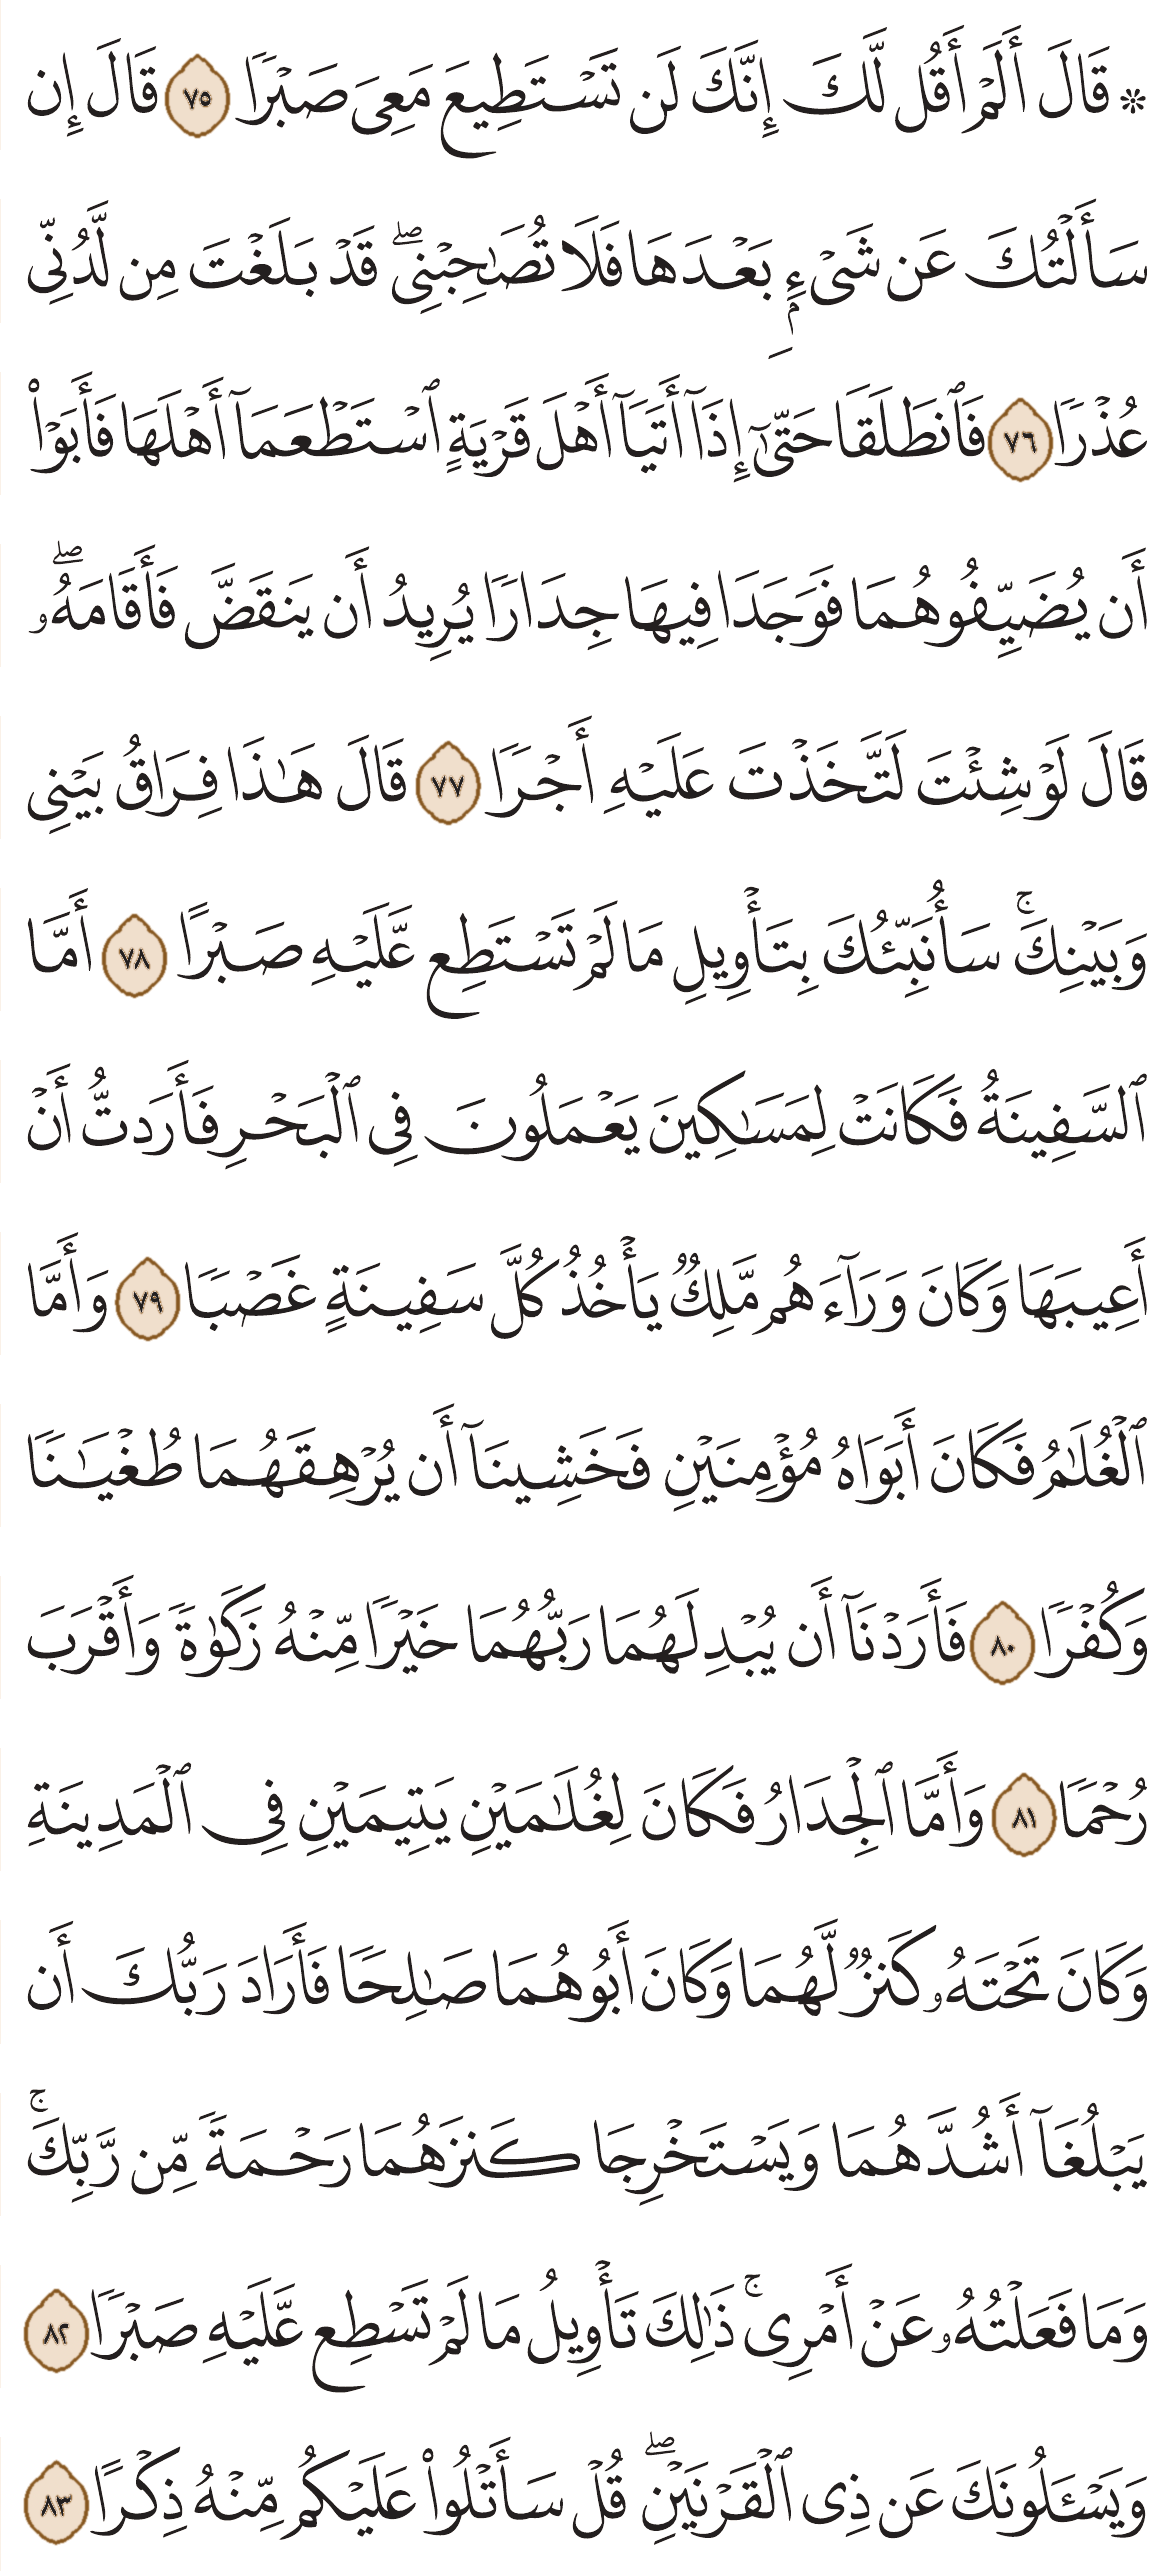 ۞ قَالَ أَلَمْ أَقُل لَّكَ إِنَّكَ لَن تَسْتَطِيعَ مَعِىَ صَبْرًا ٧٥ قَالَ إِن
سَأَلْتُكَ عَن شَىْءٍۭ بَعْدَهَا فَلَا تُصَـٰحِبْنِى ۖ قَدْ بَلَغْتَ مِن لَّدُنِّى
عُذْرًا ٧٦ فَٱنطَلَقَا حَتَّىٰٓ إِذَآ أَتَيَآ أَهْلَ قَرْيَةٍ ٱسْتَطْعَمَآ أَهْلَهَا فَأَبَوْا۟
أَن يُضَيِّفُوهُمَا فَوَجَدَا فِيهَا جِدَارًا يُرِيدُ أَن يَنقَضَّ فَأَقَامَهُۥ ۖ
قَالَ لَوْ شِئْتَ لَتَّخَذْتَ عَلَيْهِ أَجْرًا ٧٧ قَالَ هَـٰذَا فِرَاقُ بَيْنِى
وَبَيْنِكَ ۚ سَأُنَبِّئُكَ بِتَأْوِيلِ مَا لَمْ تَسْتَطِع عَّلَيْهِ صَبْرًا ٧٨ أَمَّا
ٱلسَّفِينَةُ فَكَانَتْ لِمَسَـٰكِينَ يَعْمَلُونَ فِى ٱلْبَحْرِ فَأَرَدتُّ أَنْ
أَعِيبَهَا وَكَانَ وَرَآءَهُم مَّلِكٌ يَأْخُذُ كُلَّ سَفِينَةٍ غَصْبًا ٧٩ وَأَمَّا
ٱلْغُلَـٰمُ فَكَانَ أَبَوَاهُ مُؤْمِنَيْنِ فَخَشِينَآ أَن يُرْهِقَهُمَا طُغْيَـٰنًا
وَكُفْرًا ٨٠ فَأَرَدْنَآ أَن يُبْدِلَهُمَا رَبُّهُمَا خَيْرًا مِّنْهُ زَكَوٰةً وَأَقْرَبَ
رُحْمًا ٨١ وَأَمَّا ٱلْجِدَارُ فَكَانَ لِغُلَـٰمَيْنِ يَتِيمَيْنِ فِى ٱلْمَدِينَةِ
وَكَانَ تَحْتَهُۥ كَنزٌ لَّهُمَا وَكَانَ أَبُوهُمَا صَـٰلِحًا فَأَرَادَ رَبُّكَ أَن
يَبْلُغَآ أَشُدَّهُمَا وَيَسْتَخْرِجَا كَنزَهُمَا رَحْمَةً مِّن رَّبِّكَ ۚ
وَمَا فَعَلْتُهُۥ عَنْ أَمْرِى ۚ ذَٰلِكَ تَأْوِيلُ مَا لَمْ تَسْطِع عَّلَيْهِ صَبْرًا ٨٢
وَيَسْـَٔلُونَكَ عَن ذِى ٱلْقَرْنَيْنِ ۖ قُلْ سَأَتْلُوا۟ عَلَيْكُم مِّنْهُ ذِكْرًا ٨٣